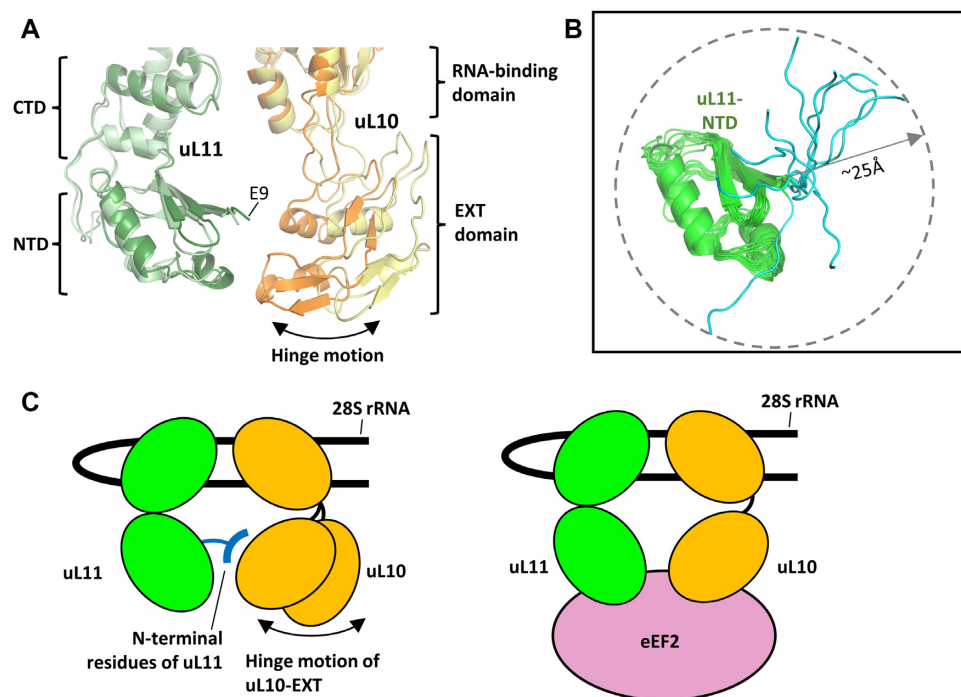 A
CTD
NTD
uL11
E9
uL10
RNA-binding
domain
EXT
domain
Hinge motion
B
uL11-
NTD
~25Å
C
28S rRNA
uL11
uL10
N-terminal
residues of uL11
Hinge motion of
uL10-EXT
28S rRNA
uL11
uL10
eEF2